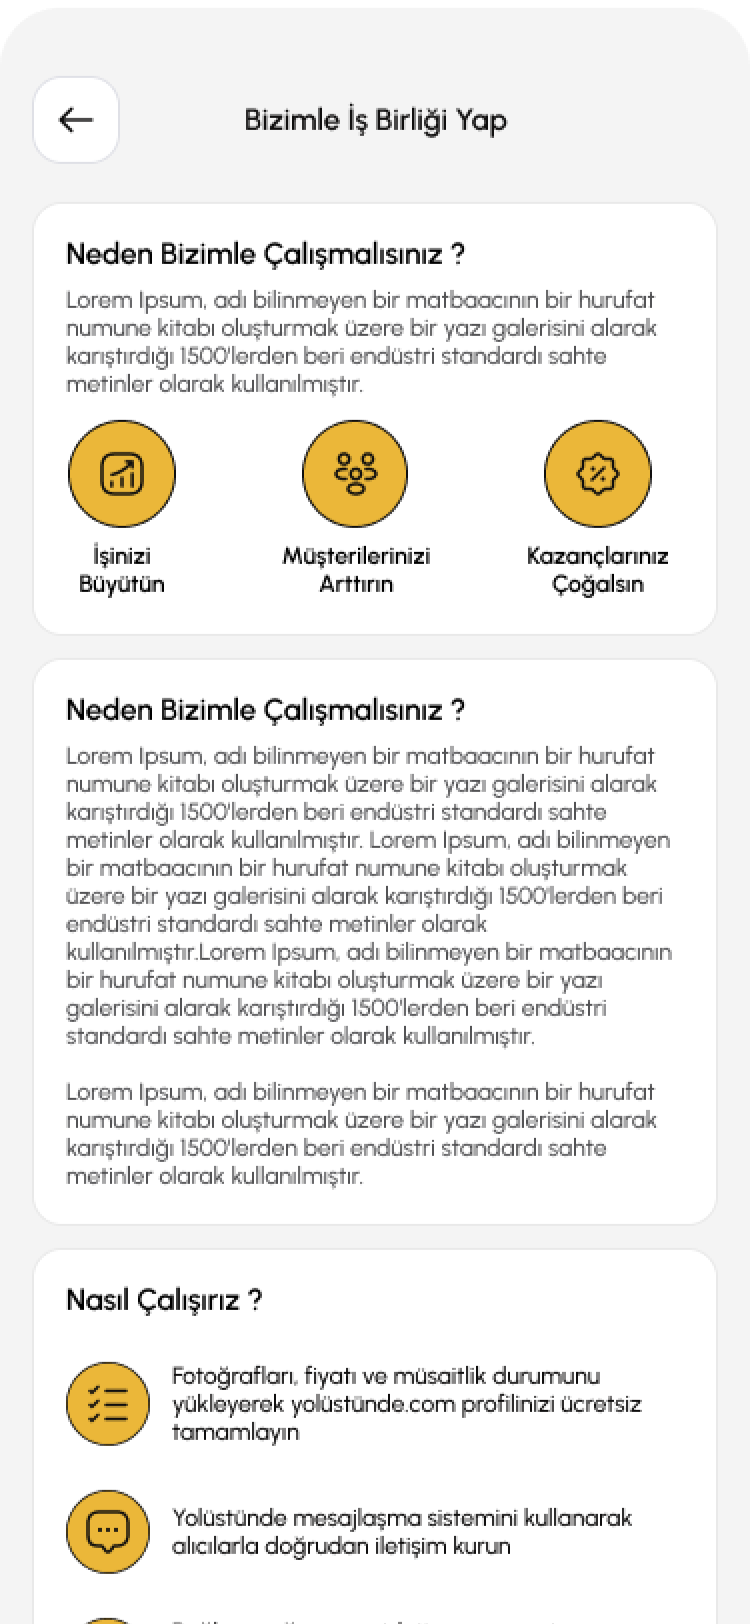 Bizimle İş Birliği Yap
Neden Bizimle Çalışmalısınız ?
Lorem Ipsum, adı bilinmeyen bir matbaacının bir hurufat
numune kitabı oluşturmak üzere bir yazı galerisini alarak
karıştırdığı 1500'lerden beri endüstri standardı sahte
metinler olarak kullanılmıştır.
İşinizi
Büyütün
Müşterilerinizi
Arttırın
Kazançlarınız
Çoğalsın
Neden Bizimle Çalışmalısınız ?
Lorem Ipsum, adı bilinmeyen bir matbaacının bir hurufat
numune kitabı oluşturmak üzere bir yazı galerisini alarak
karıştırdığı 1500'lerden beri endüstri standardı sahte
metinler olarak kullanılmıştır. Lorem Ipsum, adı bilinmeyen
bir matbaacının bir hurufat numune kitabı oluşturmak
üzere bir yazı galerisini alarak karıştırdığı 1500'lerden beri
endüstri standardı sahte metinler olarak
kullanılmıştır.Lorem Ipsum, adı bilinmeyen bir matbaacının
bir hurufat numune kitabı oluşturmak üzere bir yazı
galerisini alarak karıştırdığı 1500'lerden beri endüstri
standardı sahte metinler olarak kullanılmıştır.
Lorem Ipsum, adı bilinmeyen bir matbaacının bir hurufat
numune kitabı oluşturmak üzere bir yazı galerisini alarak
karıştırdığı 1500'lerden beri endüstri standardı sahte
metinler olarak kullanılmıştır.
Nasıl Çalışırız ?
Fotoğrafları, fiyatı ve müsaitlik durumunu
yükleyerek yolüstünde.com profilinizi ücretsiz
tamamlayın
Yolüstünde mesajlaşma sistemini kullanarak
alıcılarla doğrudan iletişim kurun